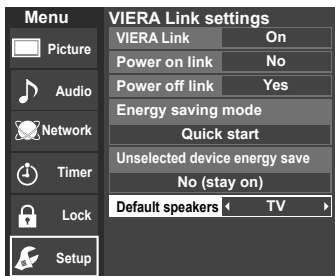 Menu
Picture
Audio
Network
Timer
Lock
Setup
VIERA Link settings
VIERA Link On
Power on link No
Power off link Yes
Energy saving mode
Quick start
Unselected device energy save
No (stay on)
Default speakers TV